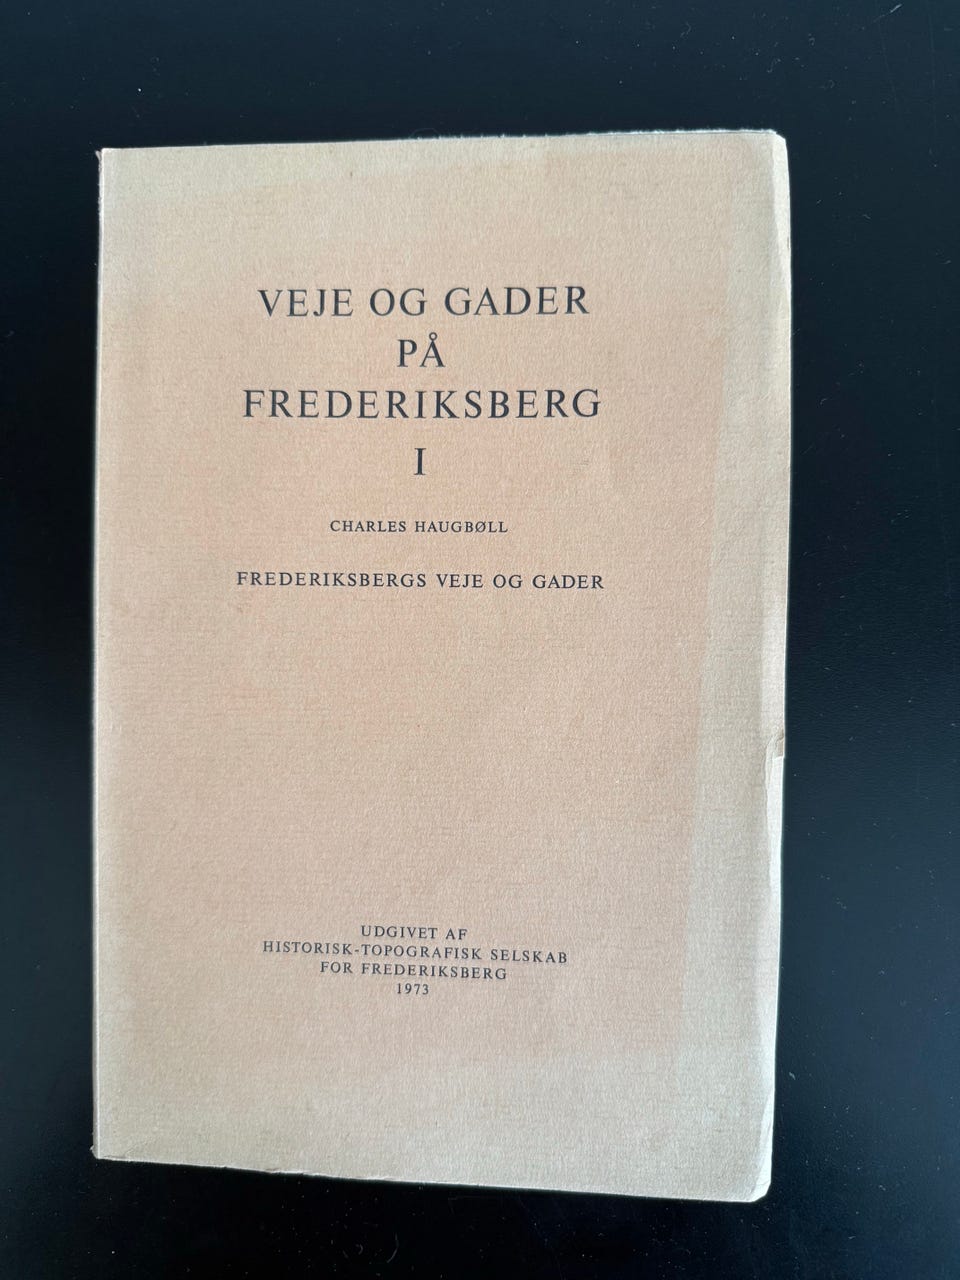 VEJE OG GADER
PÅ
FREDERIKSBERG
I
CHARLES HAUGBØLL
FREDERIKSBERGS VEJE OG GADER
UDGIVET AF
HISTORISK-TOPOGRAFISK SELSKAB
FOR FREDERIKSBERG
1973